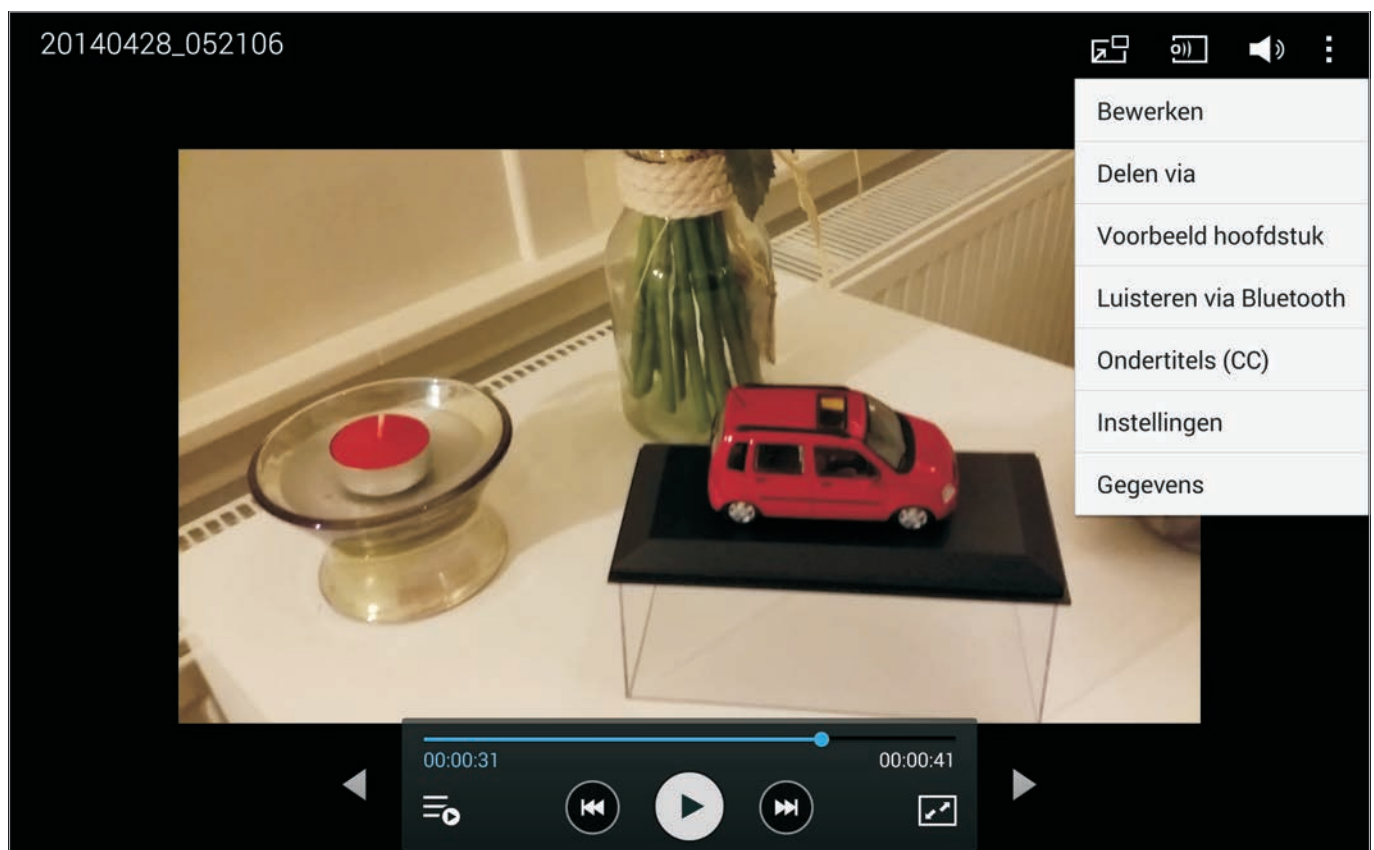 20140428_052106
Bewerken
Delen via
Voorbeeld hoofdstuk
Luisteren via Bluetooth
Ondertitels (CC)
Instellingen
Gegevens
00:00:31
00:00:41